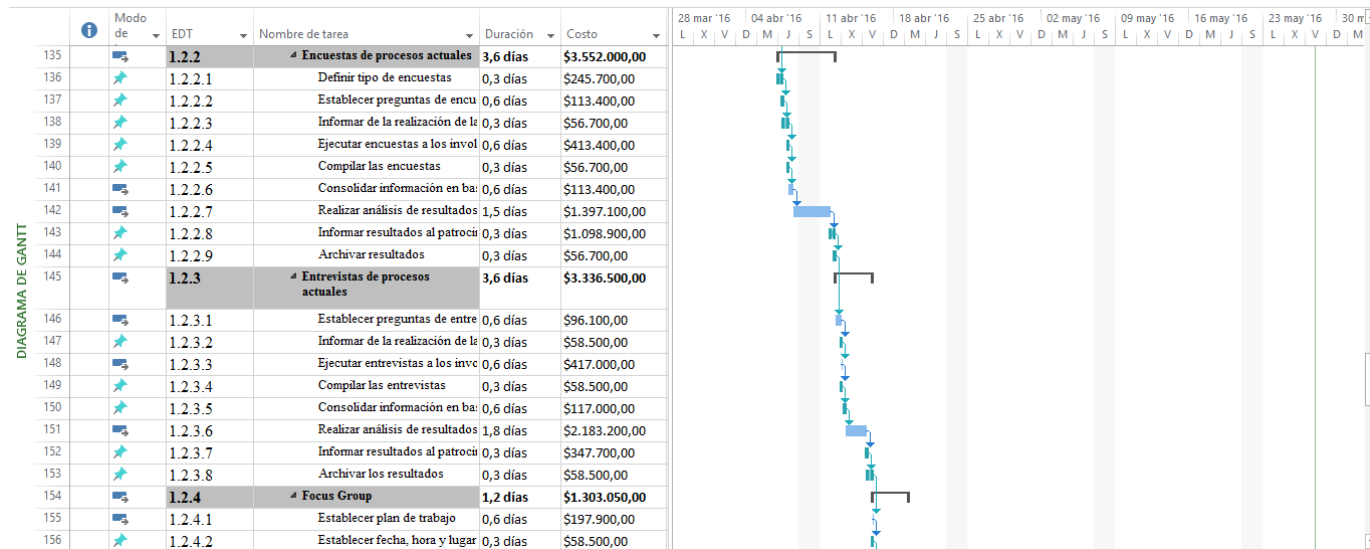 DIAGRAMA DE GANTT
Modo de EDT Nombre de tarea Duración Costo
28 mar '16 04 abr '16 11 abr '16 18 abr '16 25 abr '16 02 may '16 09 may '16 16 may '16 23 may '16 30 m
L X V D M J S L X V D M J S L X V D M J S L X V D M J S L X V D M
135 1.2.2 Encuestas de procesos actuales 3,6 días $3.552.000,00
136 1.2.2.1 Definir tipo de encuestas 0,3 días $245.700,00
137 1.2.2.2 Establecer preguntas de encu 0,6 días $113.400,00
138 1.2.2.3 Informar de la realización de la 0,3 días $56.700,00
139 1.2.2.4 Ejecutar encuestas a los invol 0,6 días $413.400,00
140 1.2.2.5 Compilar las encuestas 0,3 días $56.700,00
141 1.2.2.6 Consolidar información en bas 0,6 días $113.400,00
142 1.2.2.7 Realizar análisis de resultados 1,5 días $1.397.100,00
143 1.2.2.8 Informar resultados al patrocin 0,3 días $1.098.900,00
144 1.2.2.9 Archivar resultados 0,3 días $56.700,00
145 1.2.3 Entrevistas de procesos actuales 3,6 días $3.336.500,00
146 1.2.3.1 Establecer preguntas de entre 0,6 días $96.100,00
147 1.2.3.2 Informar de la realización de la 0,3 días $58.500,00
148 1.2.3.3 Ejecutar entrevistas a los invo 0,6 días $417.000,00
149 1.2.3.4 Compilar las entrevistas 0,3 días $58.500,00
150 1.2.3.5 Consolidar información en bas 0,6 días $117.000,00
151 1.2.3.6 Realizar análisis de resultados 1,8 días $2.183.200,00
152 1.2.3.7 Informar resultados al patrocin 0,3 días $347.700,00
153 1.2.3.8 Archivar los resultados 0,3 días $58.500,00
154 1.2.4 Focus Group 1,2 días $1.303.050,00
155 1.2.4.1 Establecer plan de trabajo 0,6 días $197.900,00
156 1.2.4.2 Establecer fecha, hora y lugar 0,3 días $58.500,00